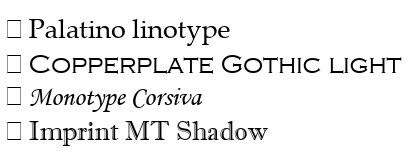 □ Palatino linotype
□ Copperplate Gothic light
□ Monotype Corsiva
□ Imprint MT Shadow